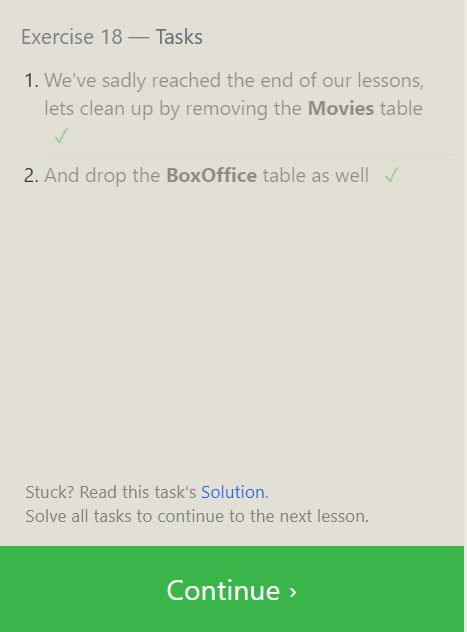 Exercise 18 — Tasks
1. We've sadly reached the end of our lessons,
lets clean up by removing the Movies table
✓
2. And drop the BoxOffice table as well ✓
Stuck? Read this task's Solution.
Solve all tasks to continue to the next lesson.
Continue ›